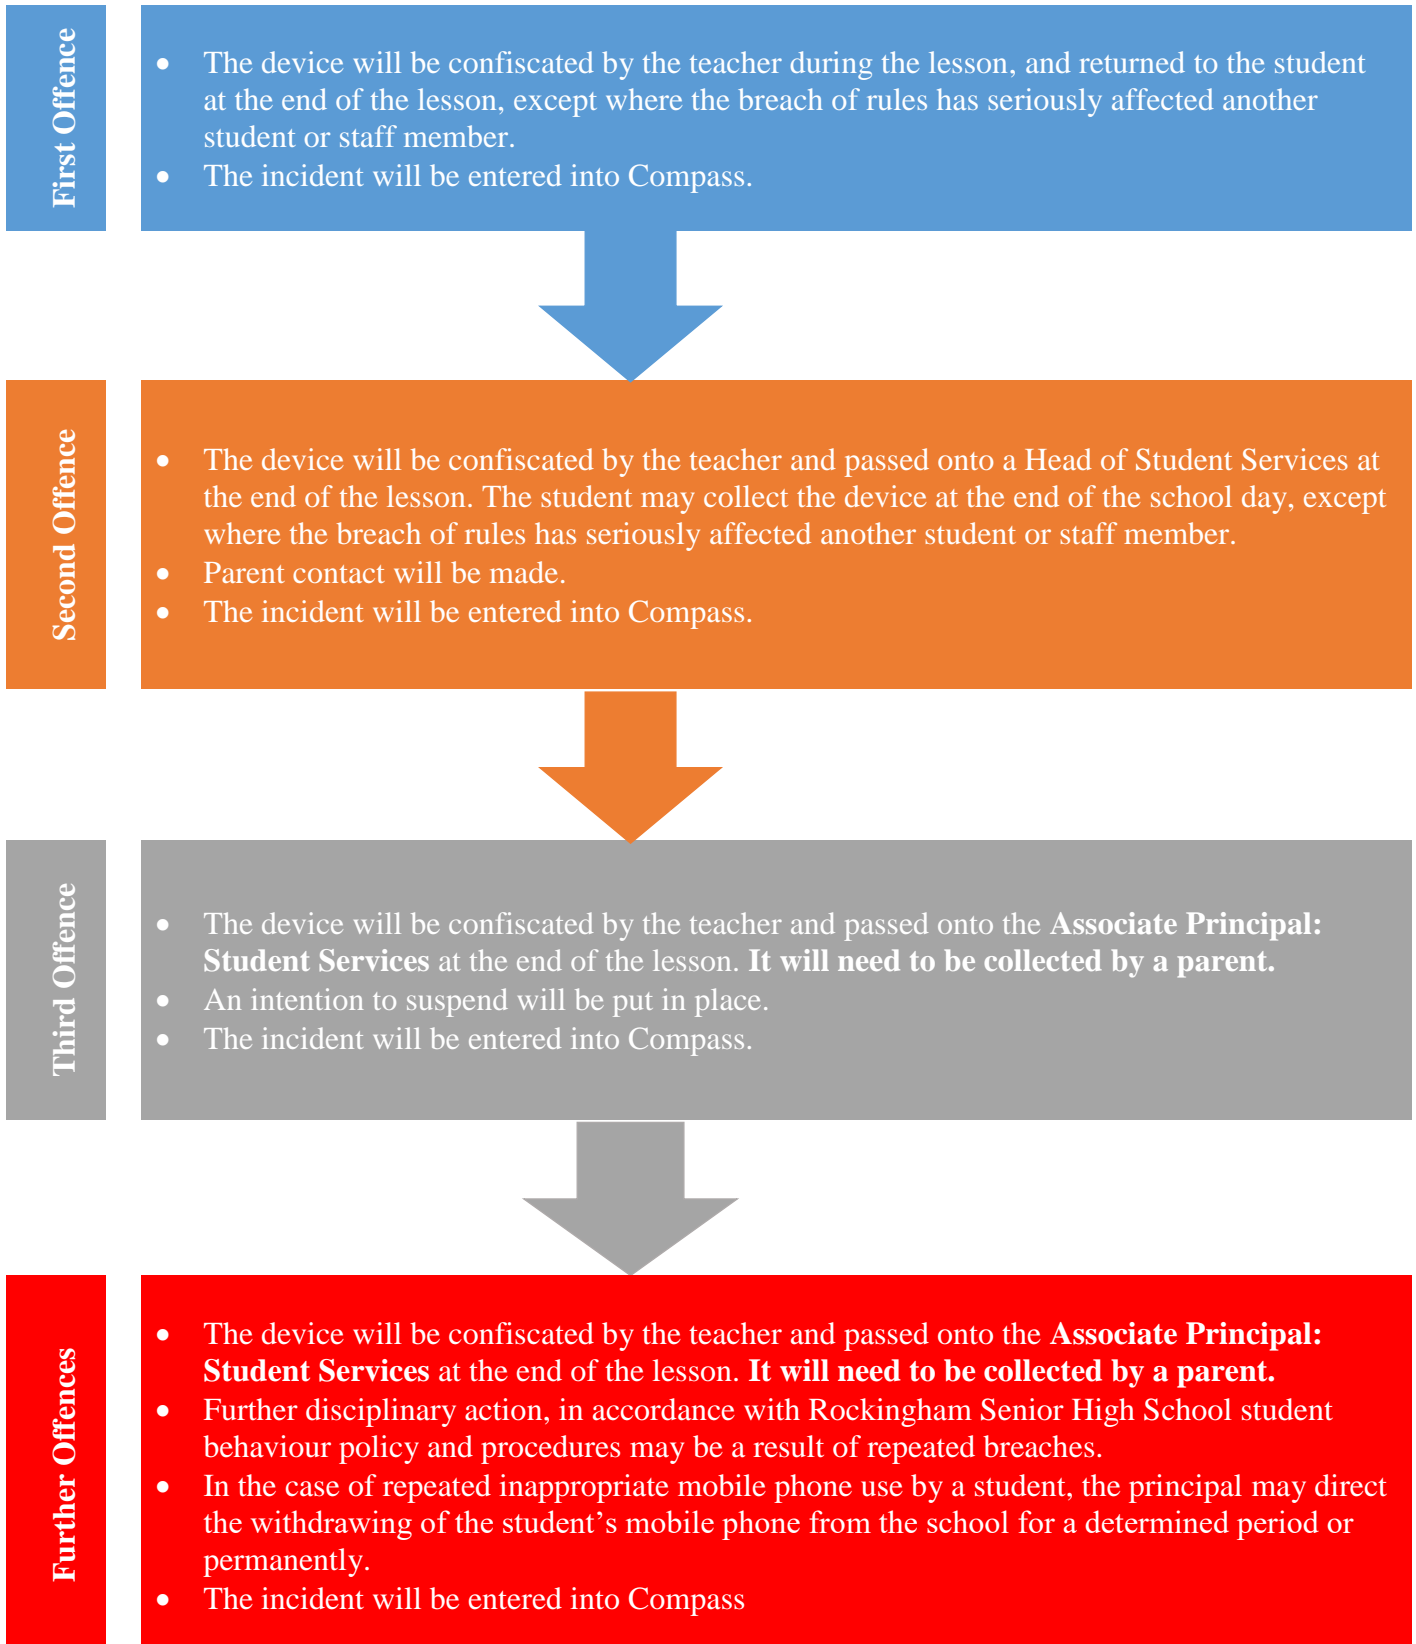 First Offence
• The device will be confiscated by the teacher during the lesson, and returned to the student
at the end of the lesson, except where the breach of rules has seriously affected another
student or staff member.
• The incident will be entered into Compass.
Second Offence
• The device will be confiscated by the teacher and passed onto a Head of Student Services at
the end of the lesson. The student may collect the device at the end of the school day, except
where the breach of rules has seriously affected another student or staff member.
• Parent contact will be made.
• The incident will be entered into Compass.
Third Offence
• The device will be confiscated by the teacher and passed onto the Associate Principal:
Student Services at the end of the lesson. It will need to be collected by a parent.
• An intention to suspend will be put in place.
• The incident will be entered into Compass.
Further Offences
• The device will be confiscated by the teacher and passed onto the Associate Principal:
Student Services at the end of the lesson. It will need to be collected by a parent.
• Further disciplinary action, in accordance with Rockingham Senior High School student
behaviour policy and procedures may be a result of repeated breaches.
• In the case of repeated inappropriate mobile phone use by a student, the principal may direct
the withdrawing of the student’s mobile phone from the school for a determined period or
permanently.
• The incident will be entered into Compass